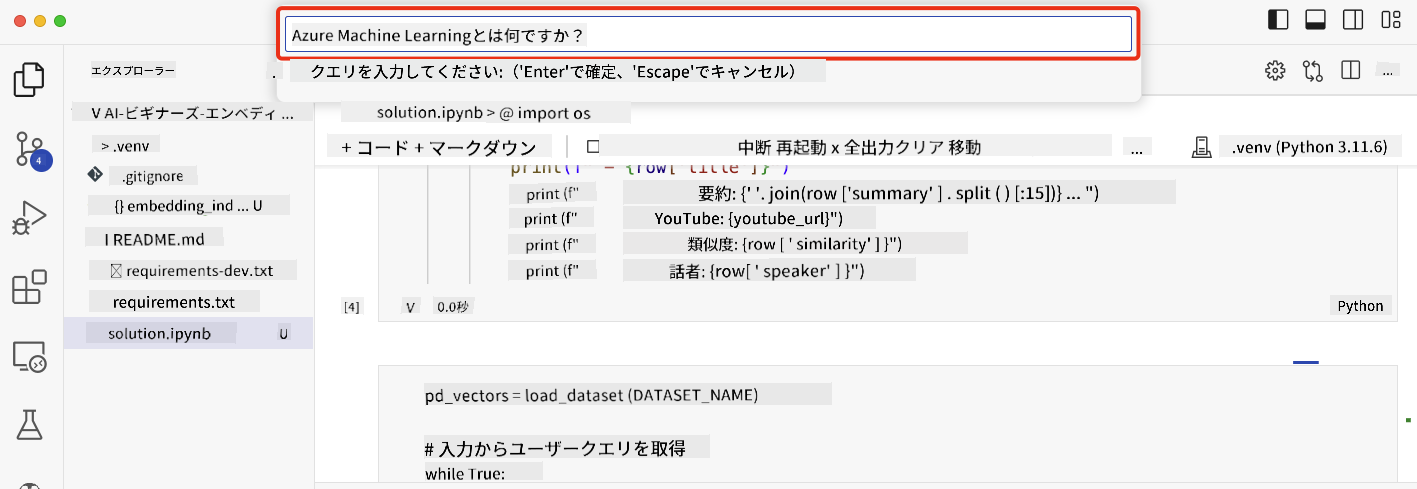 Azure Machine Learningとは何ですか？
クエリを入力してください:（'Enter'で確定、'Escape'でキャンセル）
エクスプローラー
V AI-ビギナーズ-エンベディ ...
> .venv
.gitignore
{} embedding_ind ... U
I README.md
requirements-dev.txt
requirements.txt
solution.ipynb U
4
...
solution.ipynb > @ import os
+ コード + マークダウン
中断 再起動 x 全出力クリア 移動
...
.venv (Python 3.11.6)
print(f" = {row['title']}")
print (f" 要約: {' '. join(row ['summary' ] . split ( ) [:15])} ... ")
print (f" YouTube: {youtube_url}")
print (f" 類似度: {row [ ' similarity' ] }")
print (f" 話者: {row[ ' speaker' ] }")
[4] V 0.0秒 Python
pd_vectors = load_dataset (DATASET_NAME)
# 入力からユーザークエリを取得
while True: